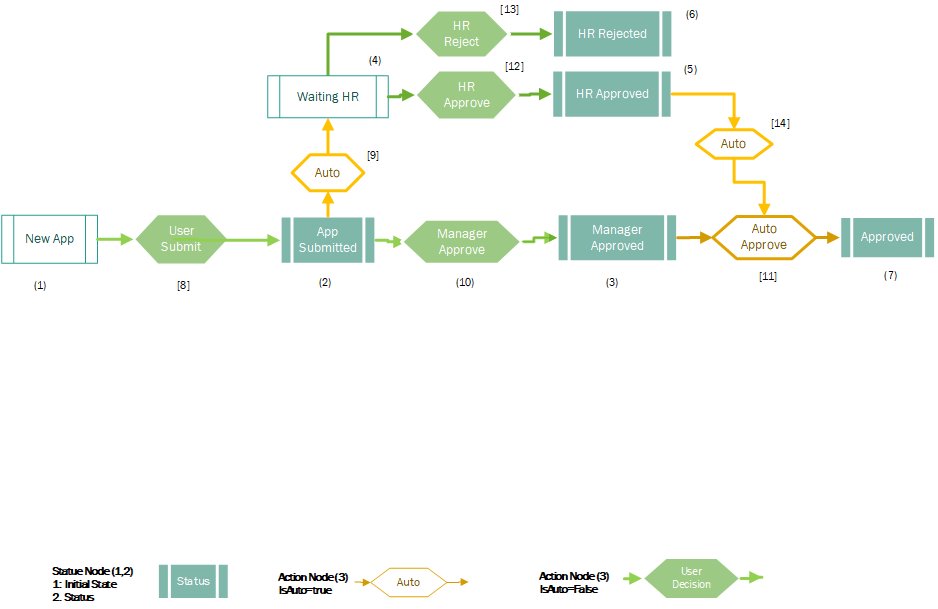 [13]
HR
Reject
HR Rejected
(6)
(4)
Waiting HR
[12]
HR
Approve
HR Approved
(5)
[14]
Auto
[9]
Auto
New App
User
Submit
App
Submitted
Manager
Approve
Manager
Approved
Auto
Approve
Approved
(1)
[8]
(2)
(10)
(3)
[11]
(7)
Statue Node (1,2)
1: Initial State
2. Status
Status
Action Node (3)
IsAuto=true
Auto
Action Node (3)
IsAuto=False
User
Decision